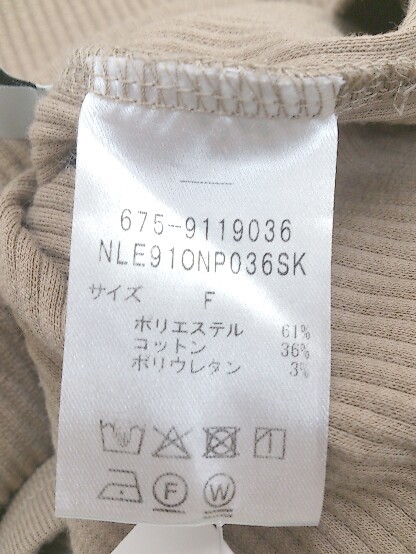 675-9119036
NLE910NP036SK
サイズ F
ポリエステル 61%
コットン 36%
ポリウレタン 3%
F W